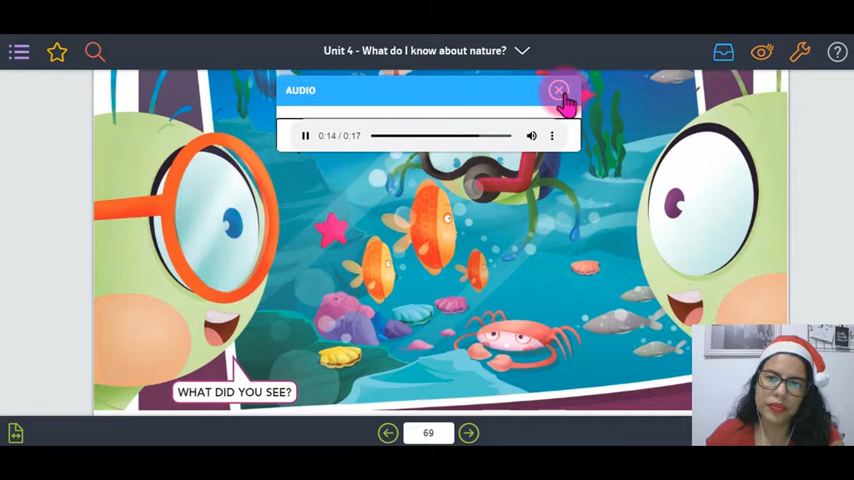 Unit 4 - What do I know about nature?
AUDIO
0:14 / 0:17
WHAT DID YOU SEE?
69